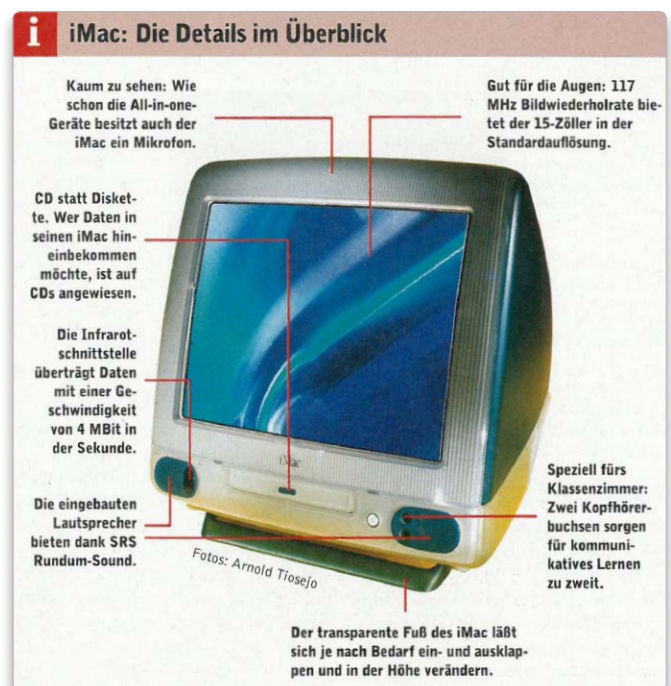 i iMac: Die Details im Überblick
Kaum zu sehen: Wie
schon die All-in-one-
Geräte besitzt auch der
iMac ein Mikrofon.
Gut für die Augen: 117
MHz Bildwiederholrate bie-
tet der 15-Zöller in der
Standardauflösung.
CD statt Disket-
te. Wer Daten in
seinen iMac hin-
einbekommen
möchte, ist auf
CDs angewiesen.
Die Infrarot-
schnittstelle
überträgt Daten
mit einer Ge-
schwindigkeit
von 4 MBit in
der Sekunde.
Die eingebauten
Lautsprecher
bieten dank SRS
Rundum-Sound.
iMac
Fotos: Arnold Tiosejo
Speziell fürs
Klassenzimmer:
Zwei Kopfhörer-
buchsen sorgen
für kommuni-
katives Lernen
zu zweit.
Der transparente Fuß des iMac läßt
sich je nach Bedarf ein- und ausklap-
pen und in der Höhe verändern.